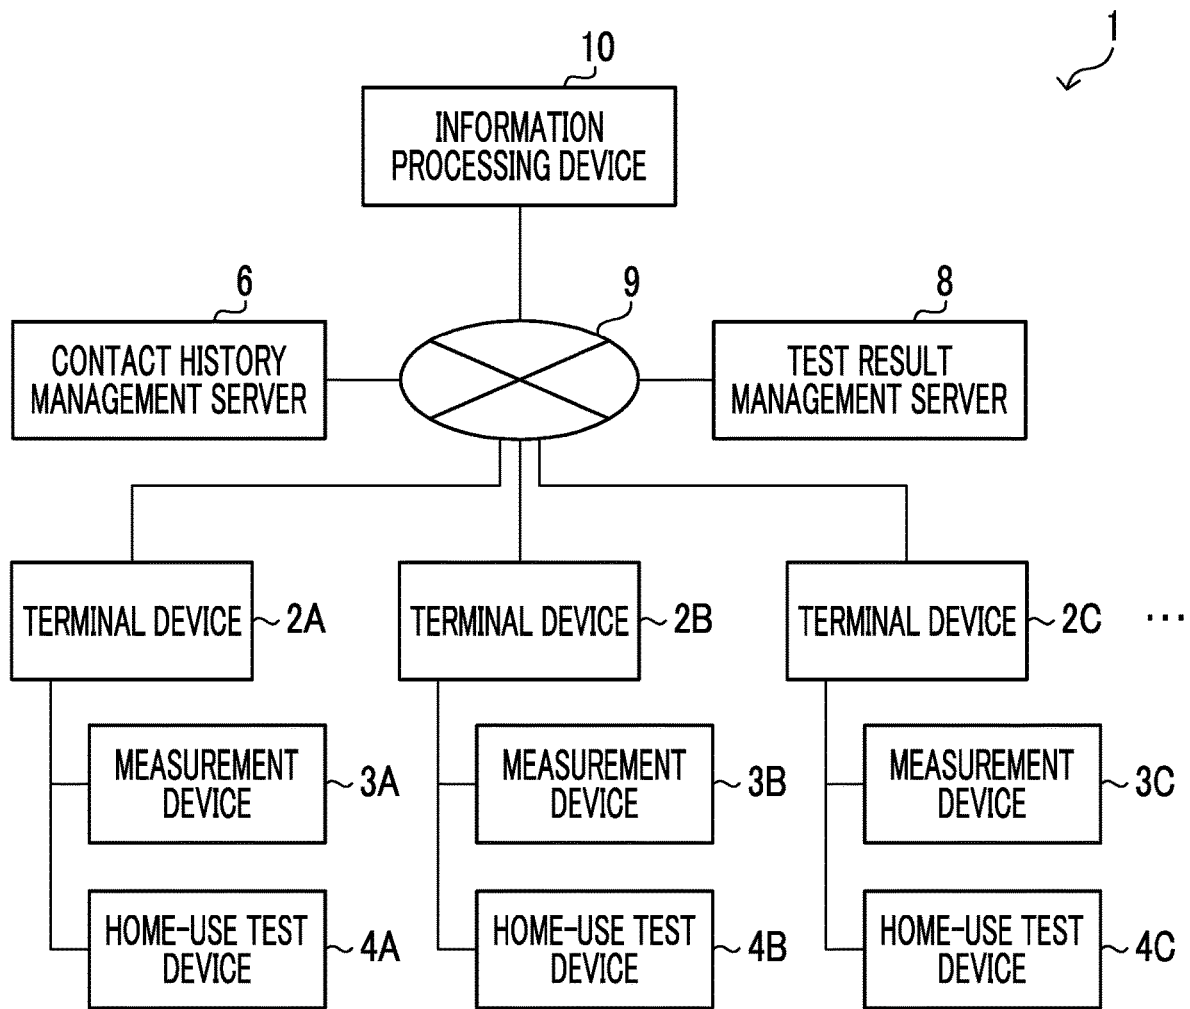 1
10
INFORMATION
PROCESSING DEVICE
6
9
8
CONTACT HISTORY
MANAGEMENT SERVER
TEST RESULT
MANAGEMENT SERVER
TERMINAL DEVICE
2A
TERMINAL DEVICE
2B
TERMINAL DEVICE
2C
...
MEASUREMENT
DEVICE
3A
MEASUREMENT
DEVICE
3B
MEASUREMENT
DEVICE
3C
HOME-USE TEST
DEVICE
4A
HOME-USE TEST
DEVICE
4B
HOME-USE TEST
DEVICE
4C